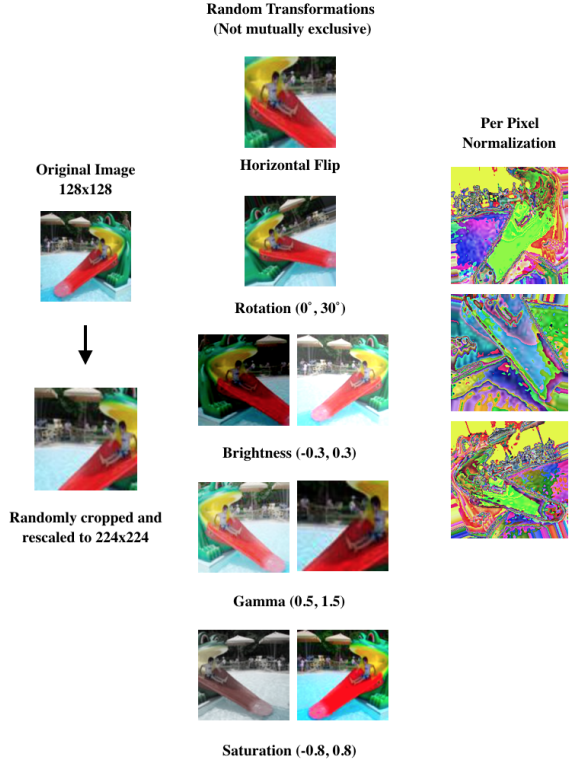 Random Transformations
(Not mutually exclusive)
Horizontal Flip
Original Image
128x128
Randomly cropped and
rescaled to 224x224
Rotation (0˚, 30˚)
Brightness (-0.3, 0.3)
Gamma (0.5, 1.5)
Saturation (-0.8, 0.8)
Per Pixel
Normalization